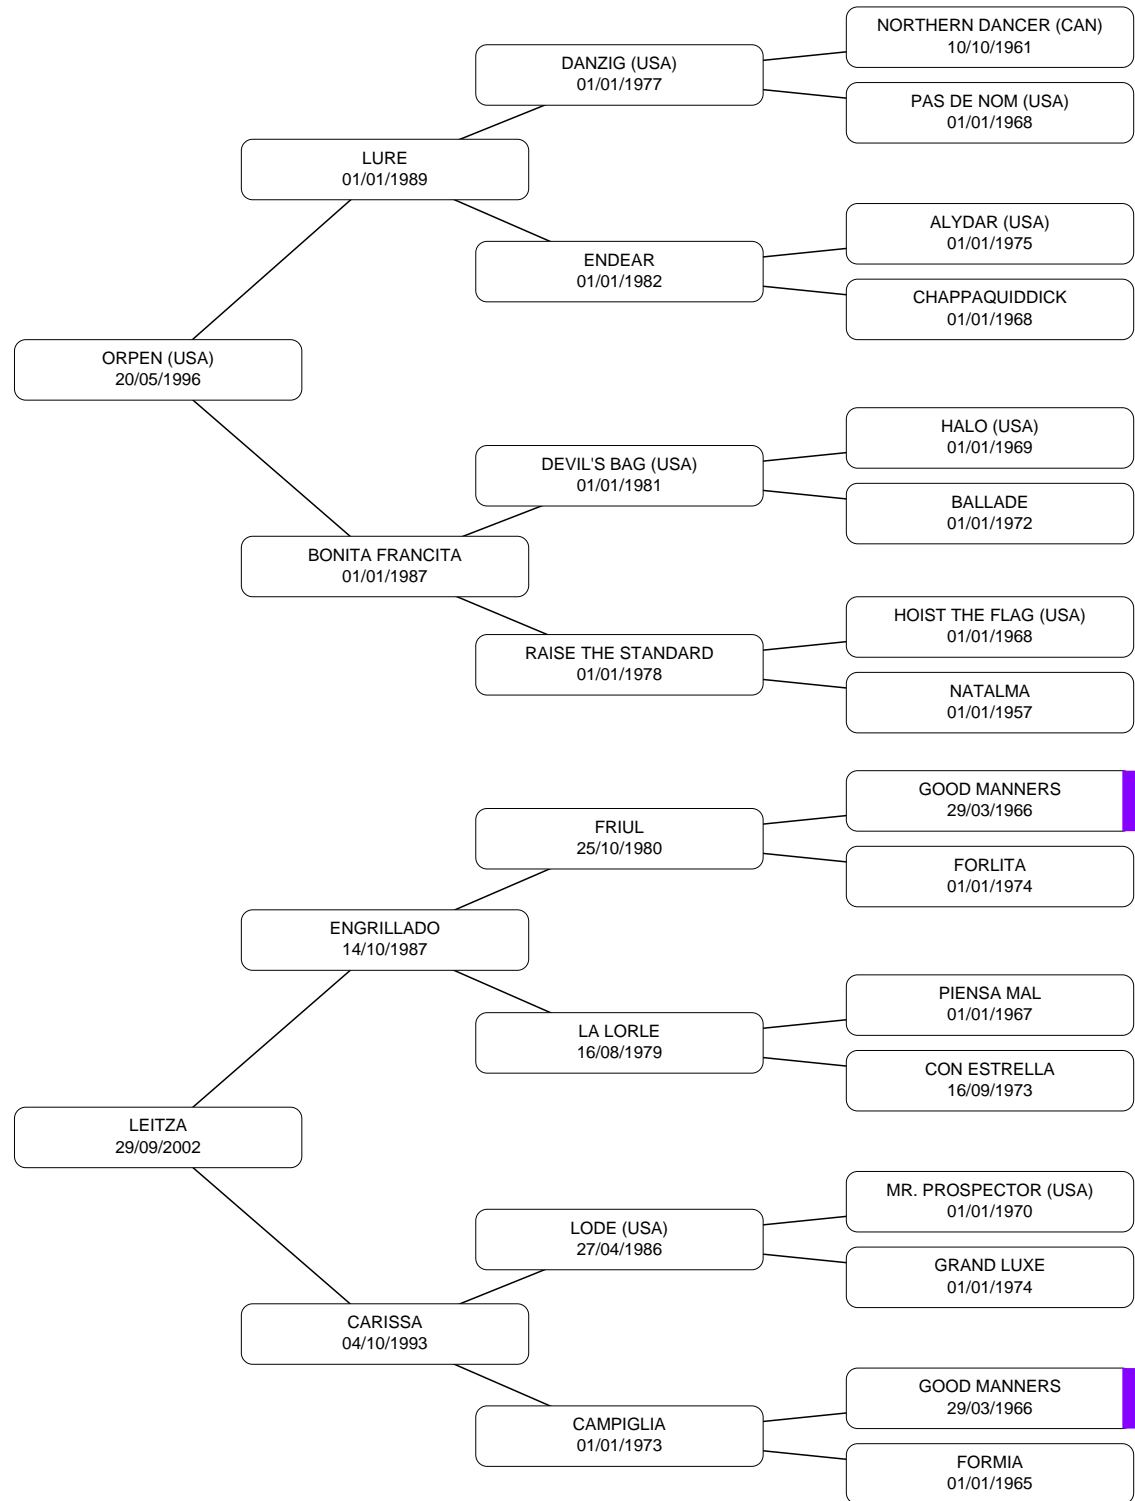 NORTHERN DANCER (CAN)
10/10/1961
DANZIG (USA)
01/01/1977
PAS DE NOM (USA)
01/01/1968
LURE
01/01/1989
ALYDAR (USA)
01/01/1975
ENDEAR
01/01/1982
CHAPPAQUIDDICK
01/01/1968
ORPEN (USA)
20/05/1996
HALO (USA)
01/01/1969
DEVIL'S BAG (USA)
01/01/1981
BALLADE
01/01/1972
BONITA FRANCITA
01/01/1987
HOIST THE FLAG (USA)
01/01/1968
RAISE THE STANDARD
01/01/1978
NATALMA
01/01/1957
GOOD MANNERS
29/03/1966
FRIUL
25/10/1980
FORLITA
01/01/1974
ENGRILLADO
14/10/1987
PIENSA MAL
01/01/1967
LA LORLE
16/08/1979
CON ESTRELLA
16/09/1973
LEITZA
29/09/2002
MR. PROSPECTOR (USA)
01/01/1970
LODE (USA)
27/04/1986
GRAND LUXE
01/01/1974
CARISSA
04/10/1993
GOOD MANNERS
29/03/1966
CAMPIGLIA
01/01/1973
FORMIA
01/01/1965